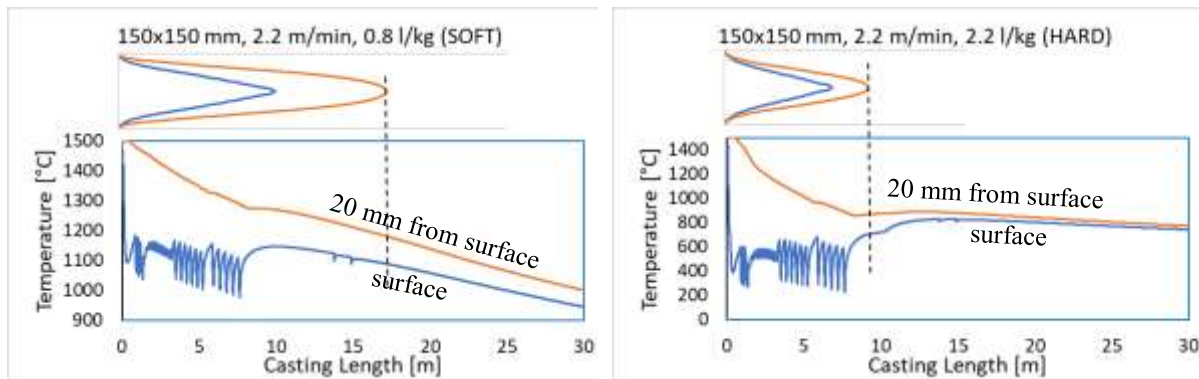 150x150 mm, 2.2 m/min, 0.8 l/kg (SOFT)
1500
1400
1300
1200
1100
1000
900
Temperature [°C]
20 mm from surface
surface
0 5 10 15 20 25 30
Casting Length [m]
150x150 mm, 2.2 m/min, 2.2 l/kg (HARD)
1400
1200
1000
800
600
400
200
0
Temperature [°C]
20 mm from surface
surface
0 5 10 15 20 25 30
Casting Length [m]